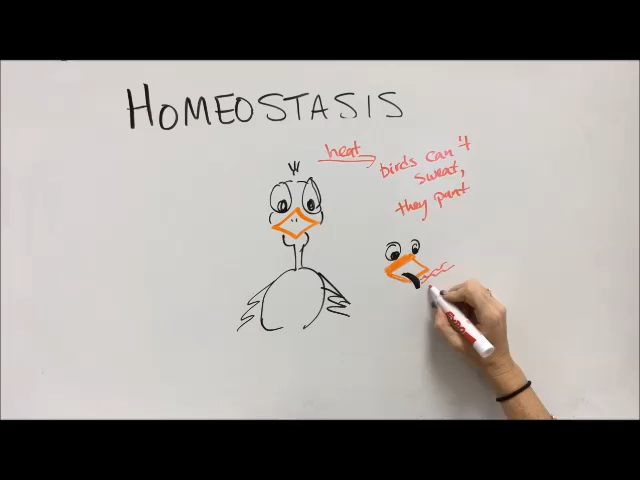 HOMEOSTASIS
heat
birds can't
sweat,
they pant